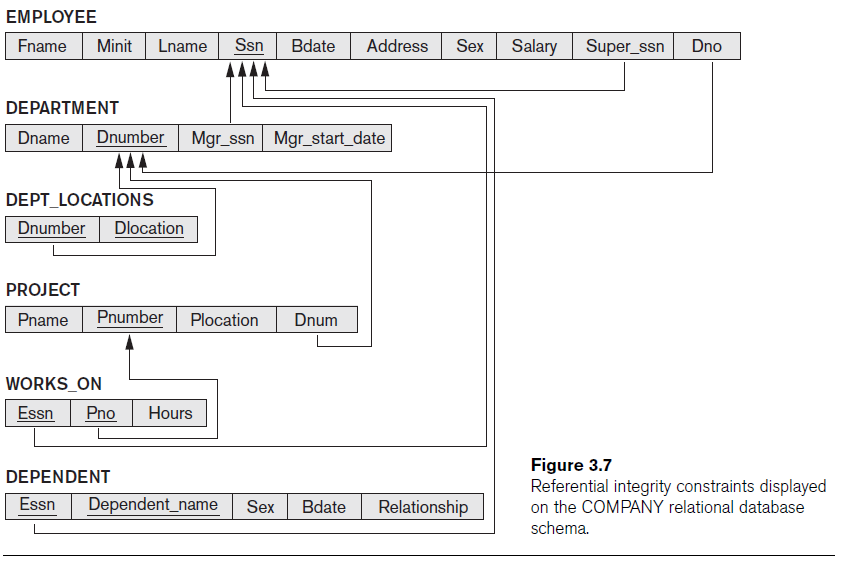 EMPLOYEE
Fname Minit Lname Ssn Bdate Address Sex Salary Super_ssn Dno
DEPARTMENT
Dname Dnumber Mgr_ssn Mgr_start_date
DEPT_LOCATIONS
Dnumber Dlocation
PROJECT
Pname Pnumber Plocation Dnum
WORKS_ON
Essn Pno Hours
DEPENDENT
Essn Dependent_name Sex Bdate Relationship
Figure 3.7
Referential integrity constraints displayed
on the COMPANY relational database
schema.